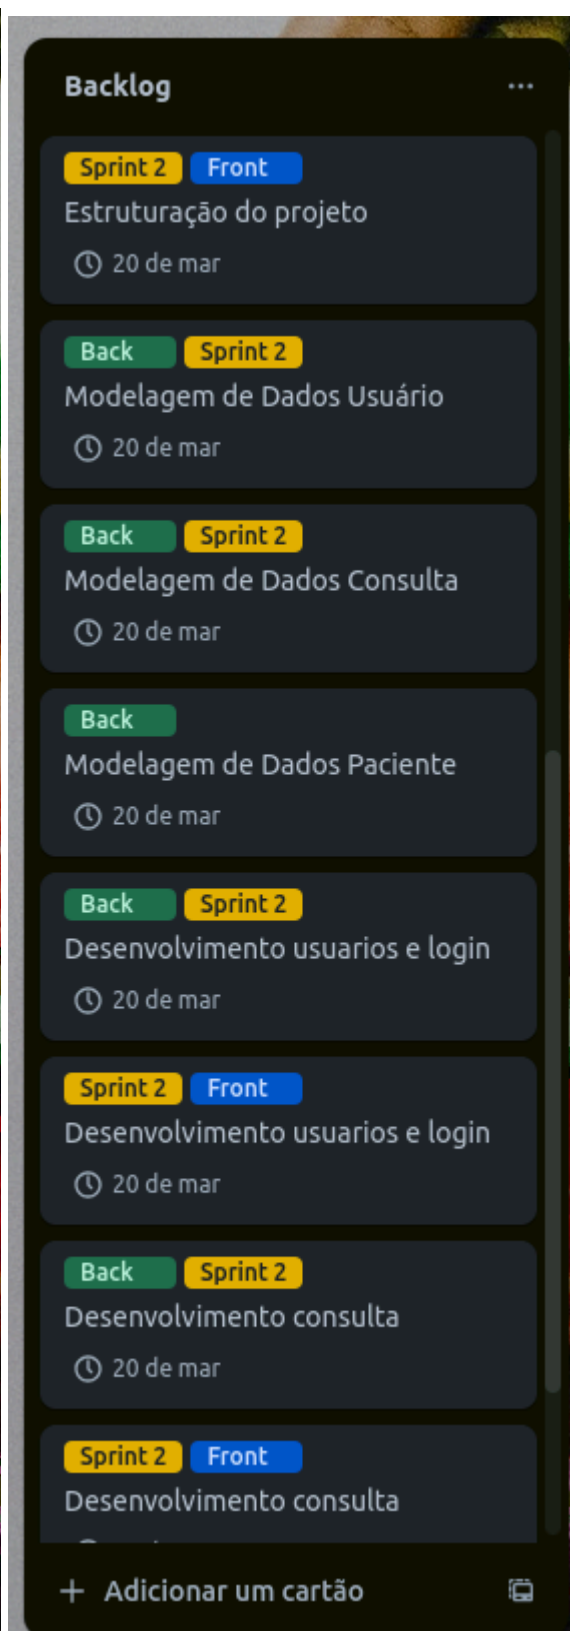 Backlog
Sprint 2 Front
Estruturação do projeto
20 de mar
Back Sprint 2
Modelagem de Dados Usuário
20 de mar
Back Sprint 2
Modelagem de Dados Consulta
20 de mar
Back
Modelagem de Dados Paciente
20 de mar
Back Sprint 2
Desenvolvimento usuarios e login
20 de mar
Sprint 2 Front
Desenvolvimento usuarios e login
20 de mar
Back Sprint 2
Desenvolvimento consulta
20 de mar
Sprint 2 Front
Desenvolvimento consulta
+ Adicionar um cartão